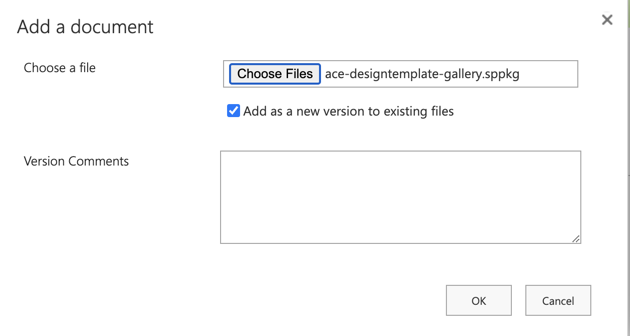 Add a document
Choose a file
Choose Files ace-designtemplate-gallery.sppkg
Add as a new version to existing files
Version Comments
OK Cancel